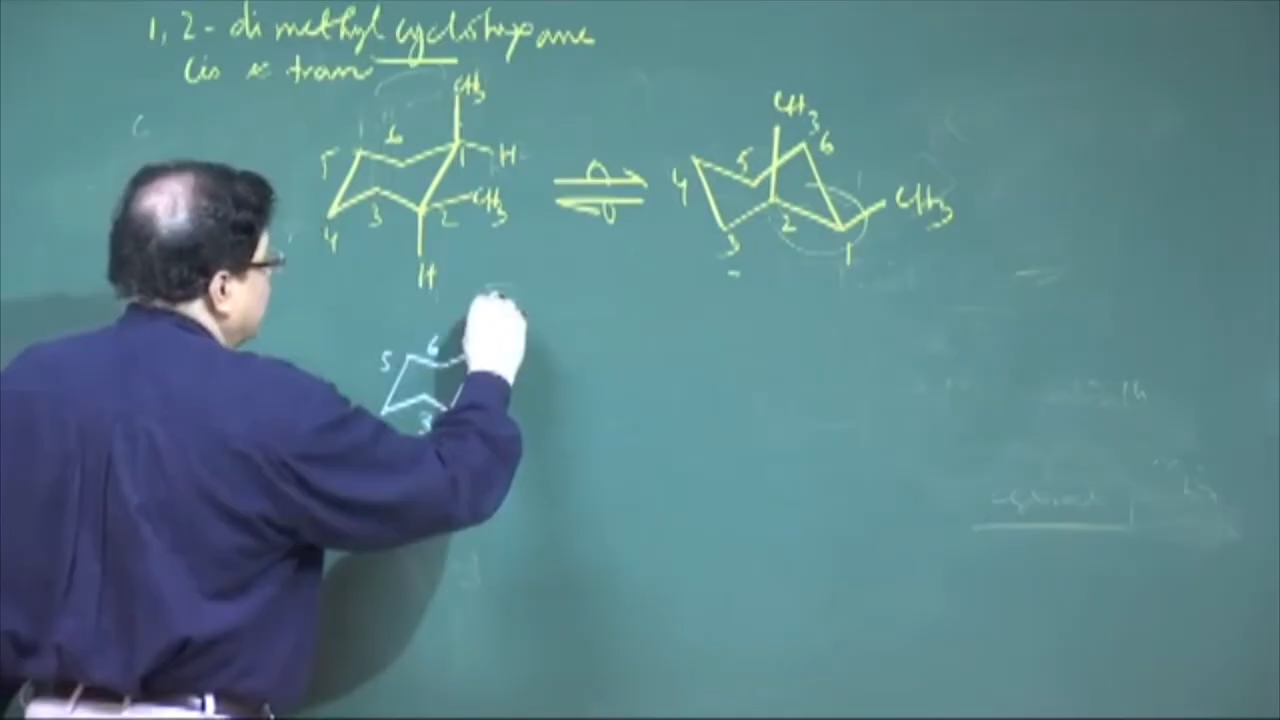 1,2-dimethyl cyclohexane
cis & trans
CH3
5 6 1 H
4 3 2 CH3
H
CH3
4 5 6
3 2 1 CH3
5 6
3